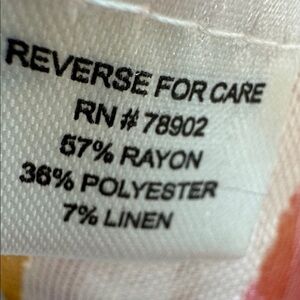 REVERSE FOR CARE
RN # 78902
57% RAYON
36% POLYESTER
7% LINEN